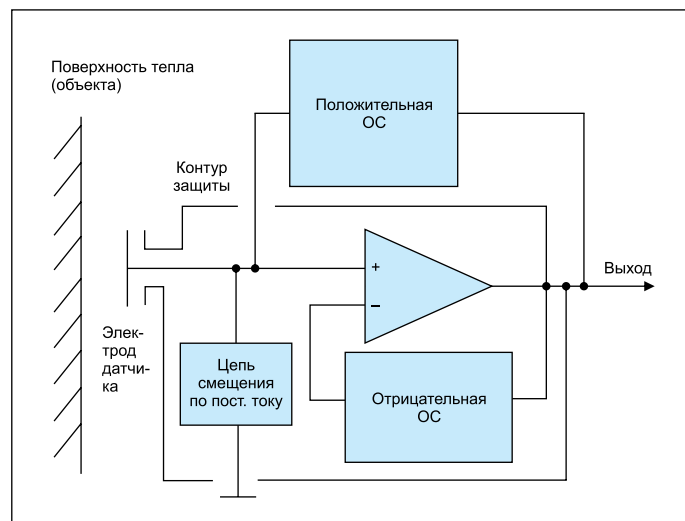 Поверхность тепла
(объекта)
Положительная
ОС
Контур
защиты
+
–
Выход
Элек-
трод
датчи-
ка
Цепь
смещения
по пост. току
Отрицательная
ОС